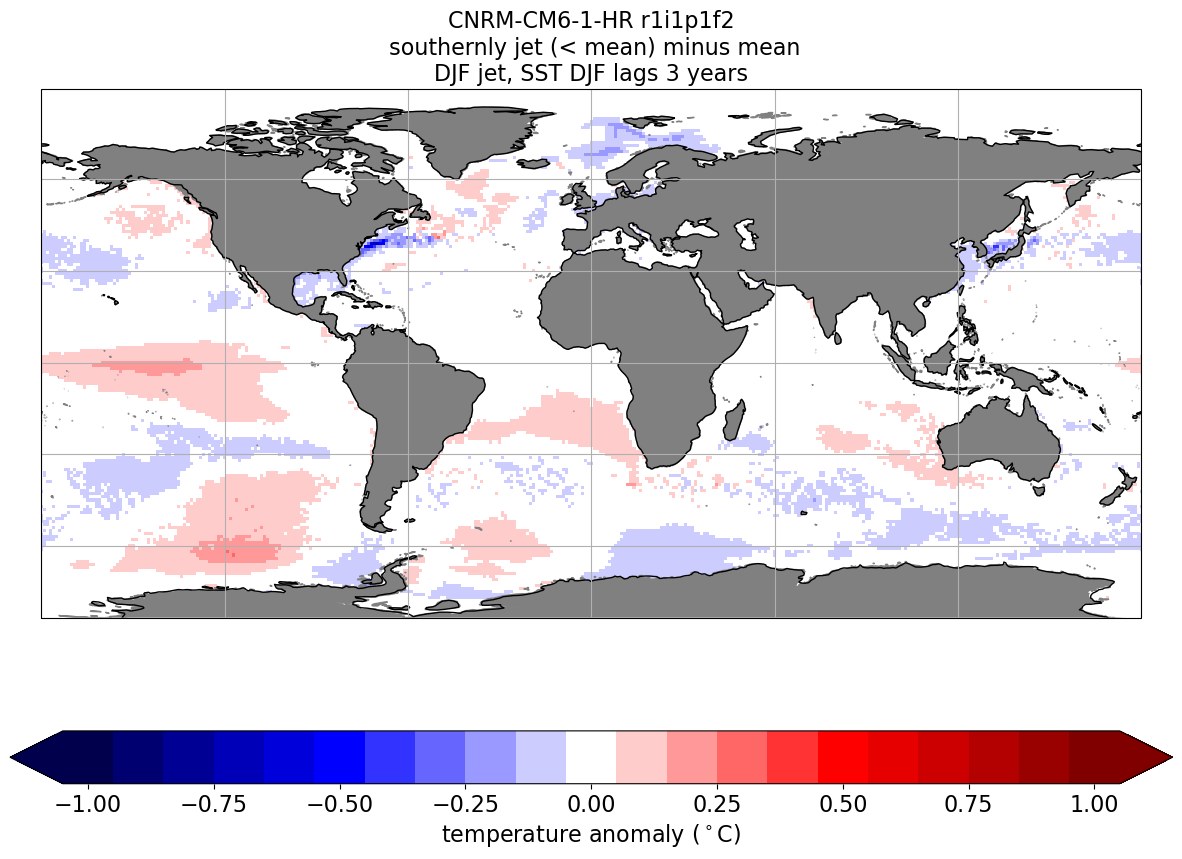 CNRM-CM6-1-HR r1i1p1f2
southernly jet (< mean) minus mean
DJF jet, SST DJF lags 3 years
−1.00 −0.75 −0.50 −0.25 0.00 0.25 0.50 0.75 1.00
temperature anomaly (°C)